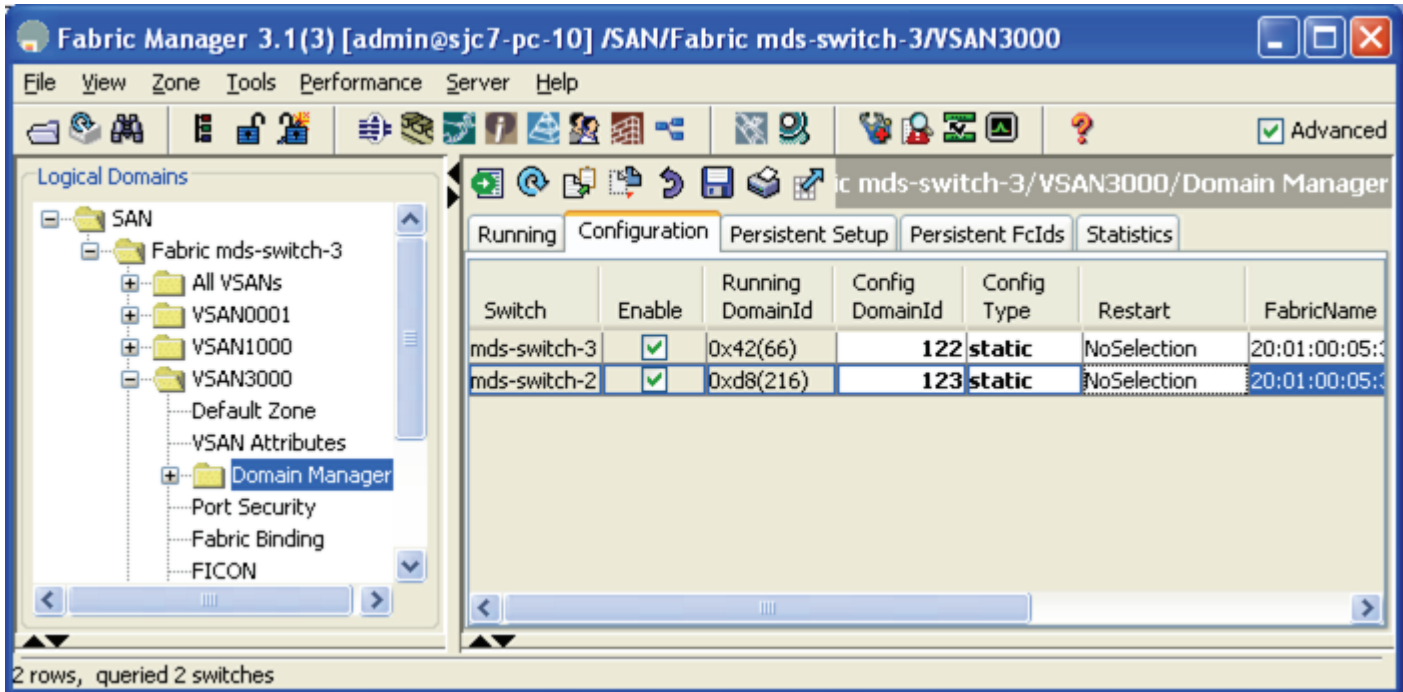 Fabric Manager 3.1(3) [admin@sjc7-pc-10] /SAN/Fabric mds-switch-3/VSAN3000
File View Zone Tools Performance Server Help
Advanced
Logical Domains
SAN
Fabric mds-switch-3
All VSANs
VSAN0001
VSAN1000
VSAN3000
Default Zone
VSAN Attributes
Domain Manager
Port Security
Fabric Binding
FICON
ic mds-switch-3/VSAN3000/Domain Manager
Running Configuration Persistent Setup Persistent FcIds Statistics
Switch Enable Running DomainId Config DomainId Config Type Restart FabricName
mds-switch-3 0x42(66) 122 static NoSelection 20:01:00:05:3
mds-switch-2 0xd8(216) 123 static NoSelection 20:01:00:05:3
2 rows, queried 2 switches